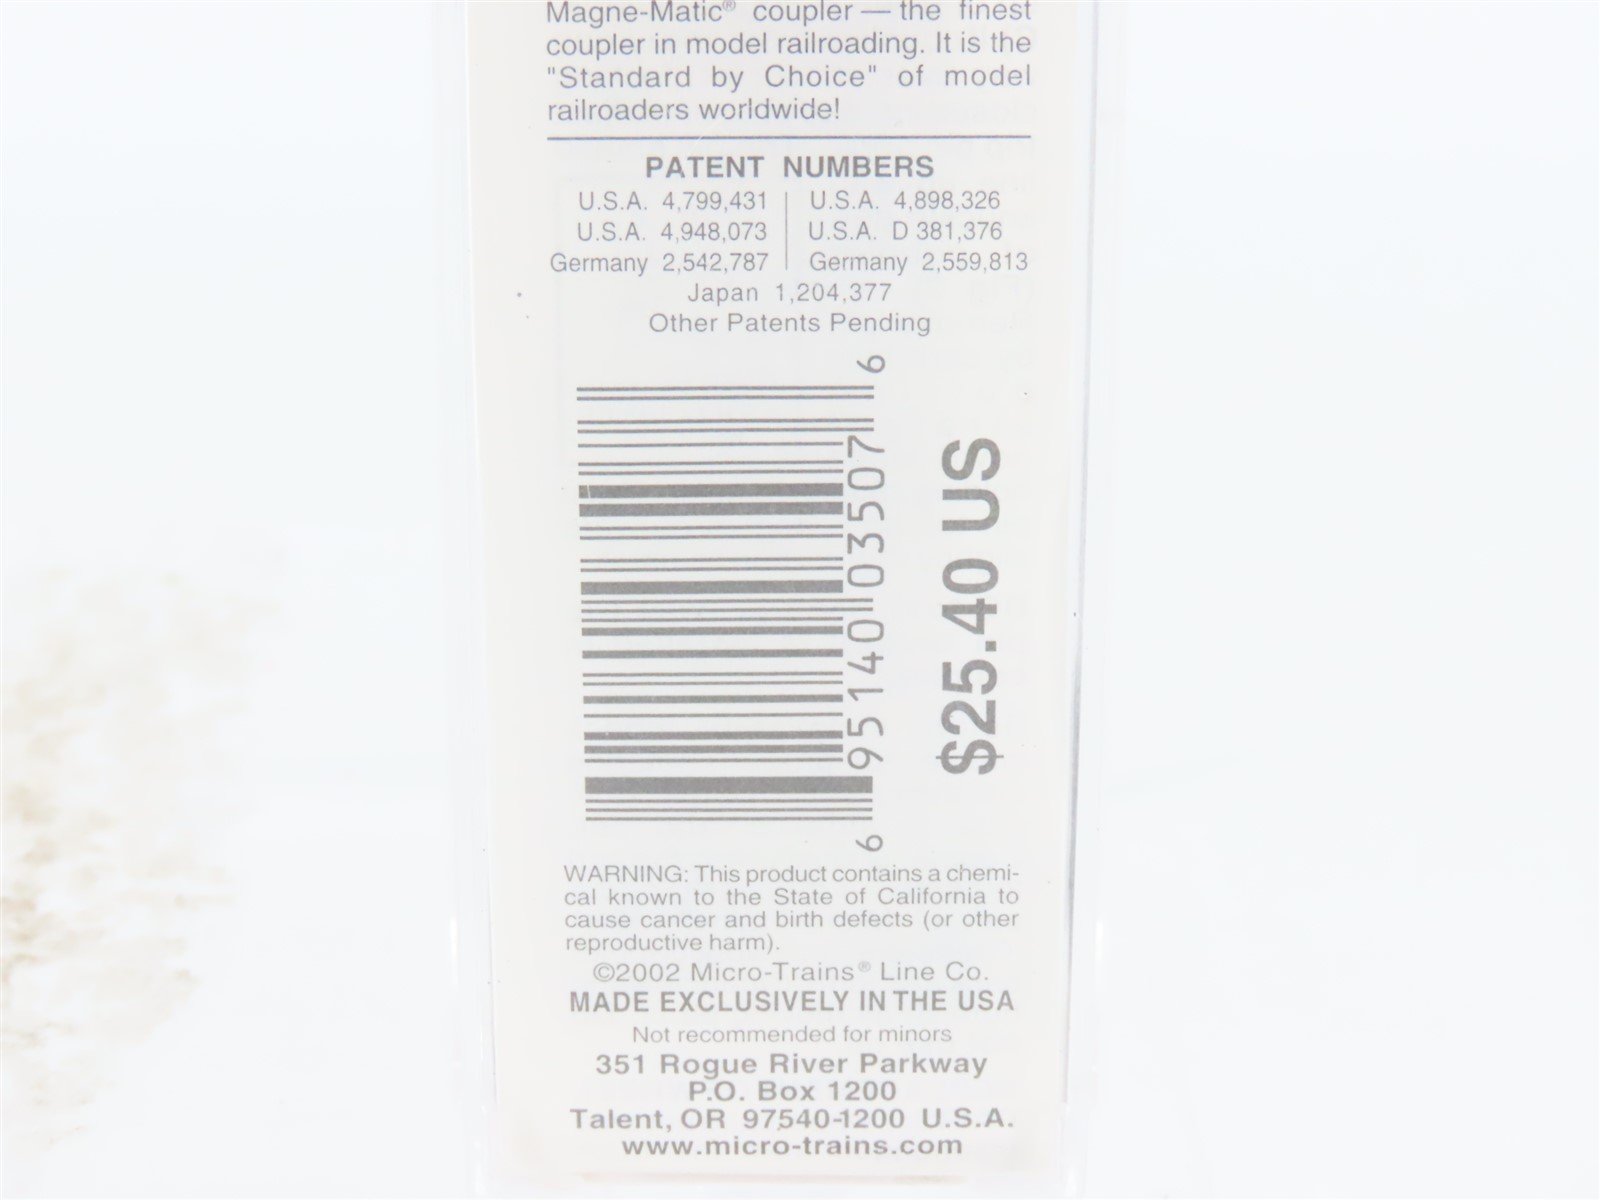 Magne-Matic® coupler — the finest
coupler in model railroading. It is the
"Standard by Choice" of model
railroaders worldwide!
PATENT NUMBERS
U.S.A. 4,799,431 | U.S.A. 4,898,326
U.S.A. 4,948,073 | U.S.A. D 381,376
Germany 2,542,787 | Germany 2,559,813
Japan 1,204,377
Other Patents Pending
6 95140 03507 6
$25.40 US
WARNING: This product contains a chemi-
cal known to the State of California to
cause cancer and birth defects (or other
reproductive harm).
©2002 Micro-Trains® Line Co.
MADE EXCLUSIVELY IN THE USA
Not recommended for minors
351 Rogue River Parkway
P.O. Box 1200
Talent, OR 97540-1200 U.S.A.
www.micro-trains.com